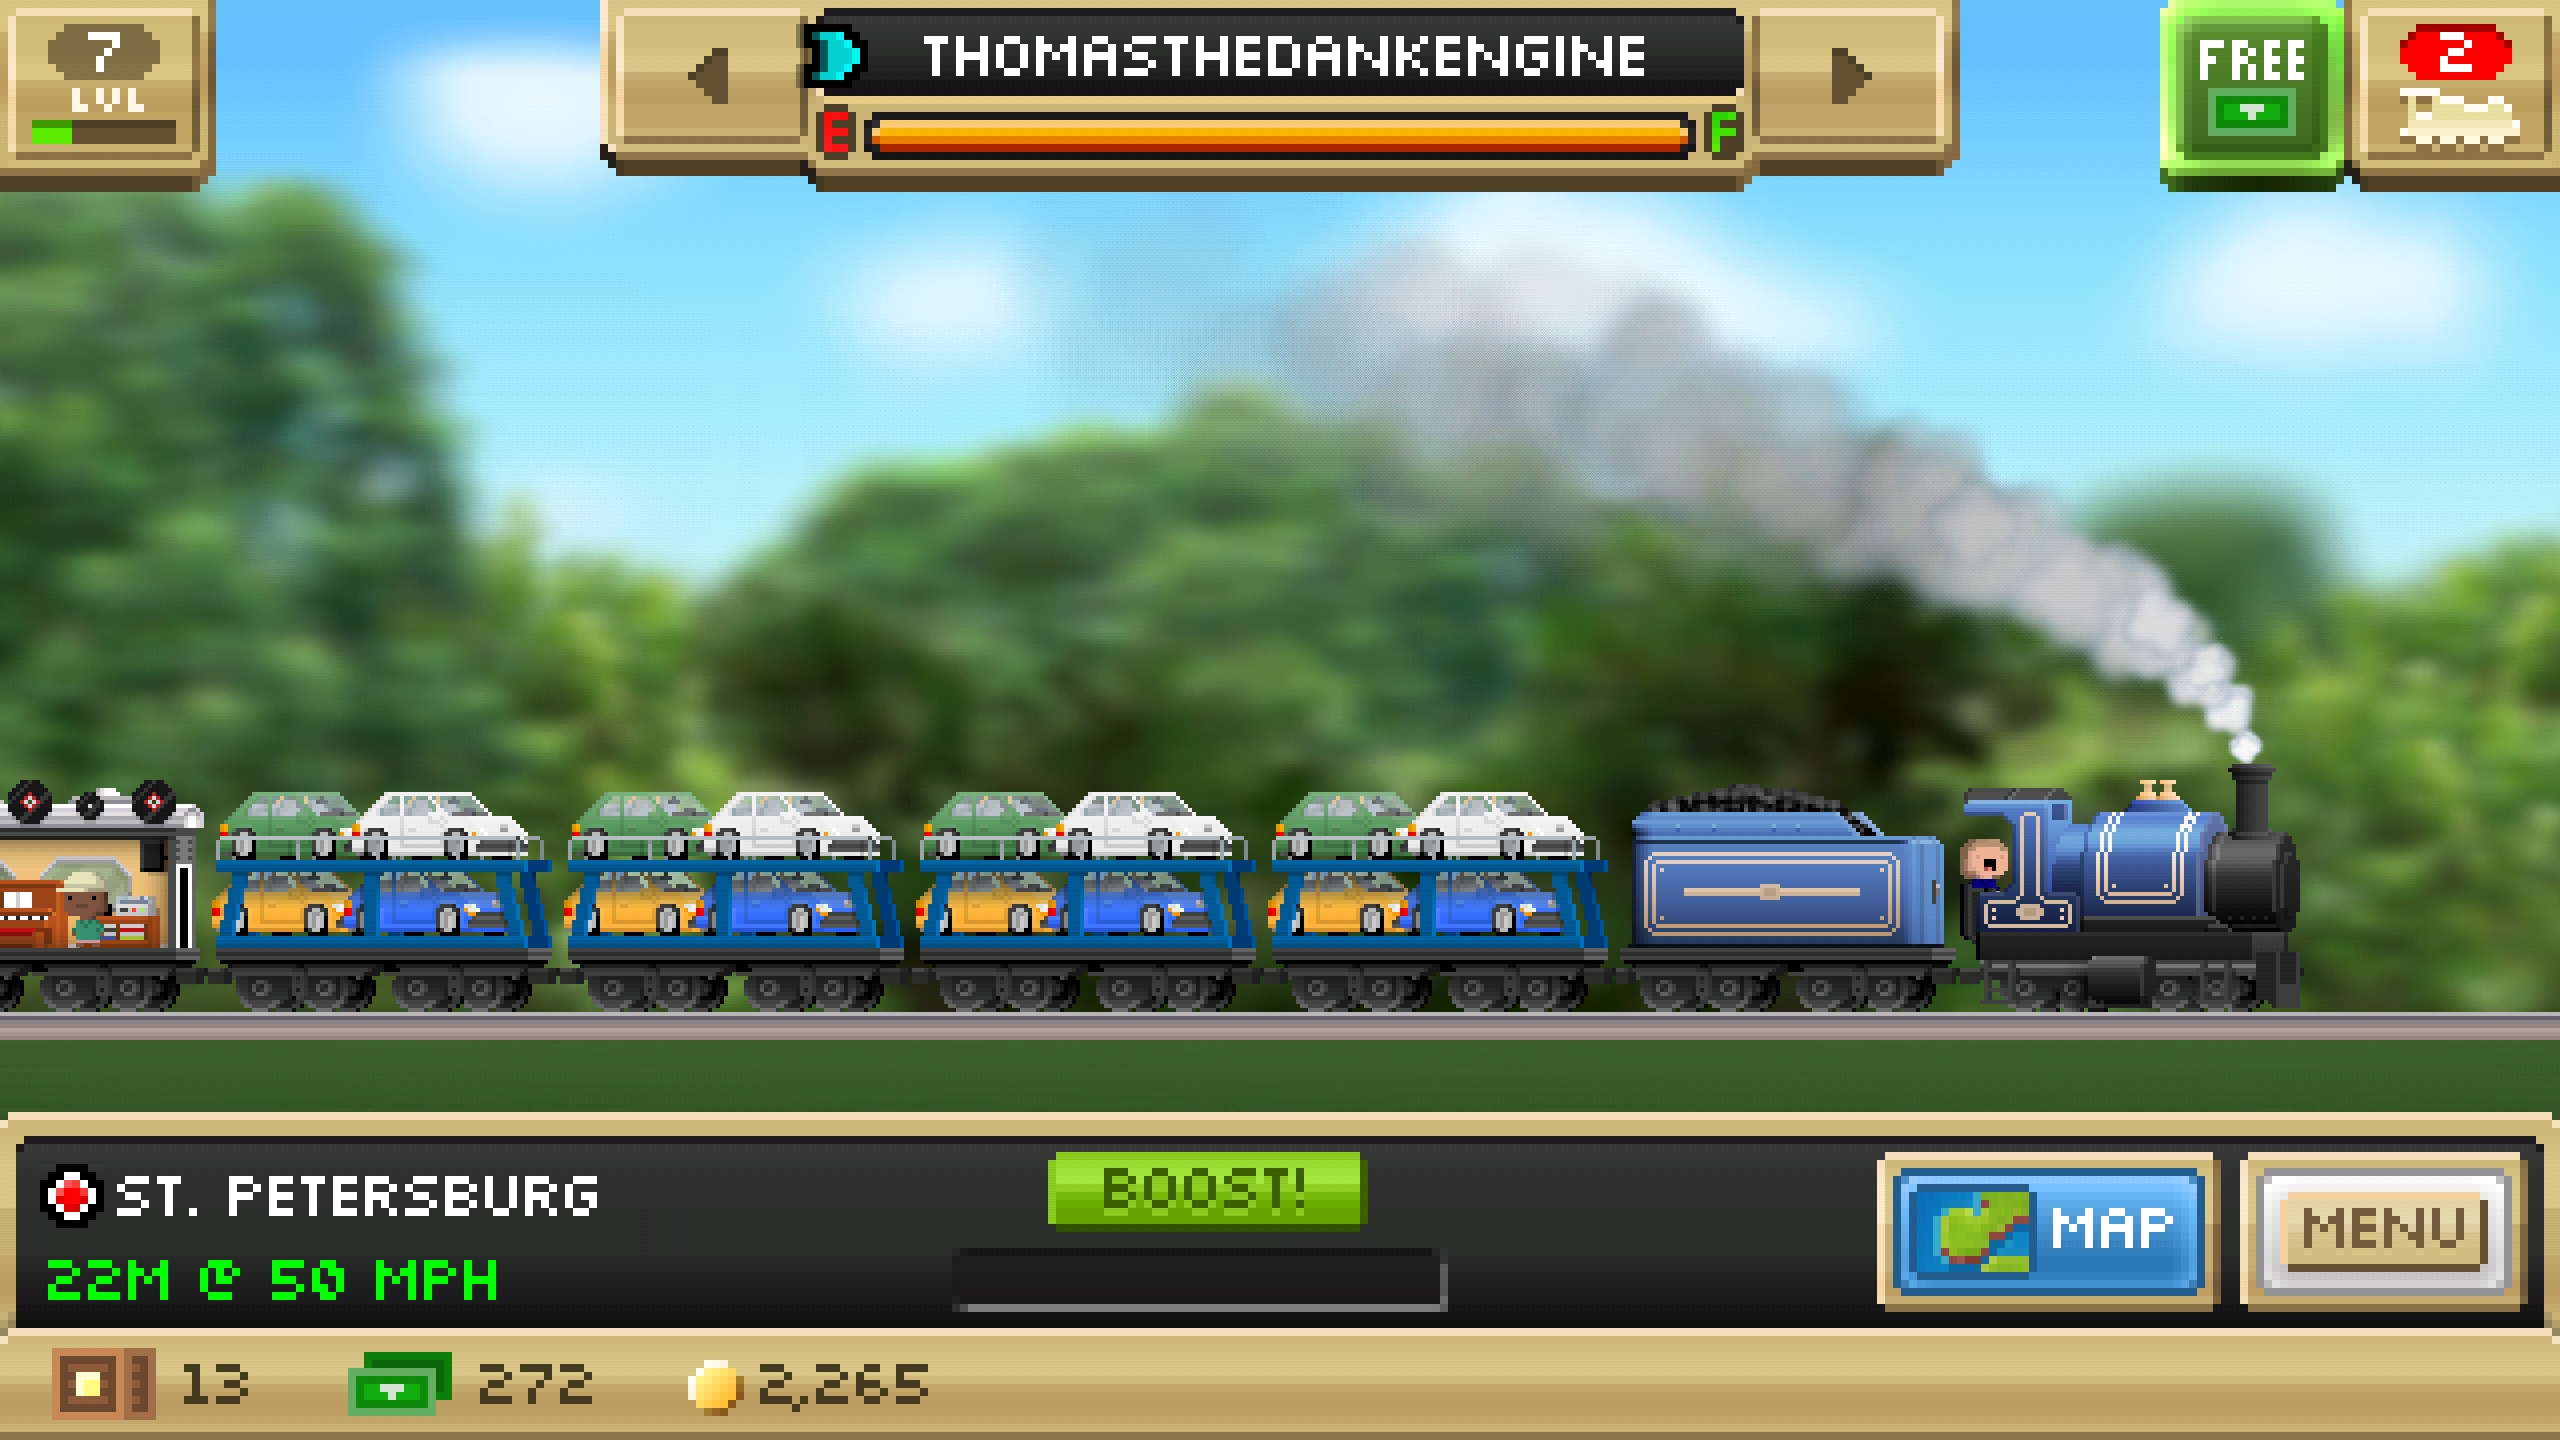 7
LVL
THOMASTHEDANKENGINE
E F
FREE
2
ST. PETERSBURG
22M @ 50 MPH
BOOST!
MAP
MENU
13 272 2,265